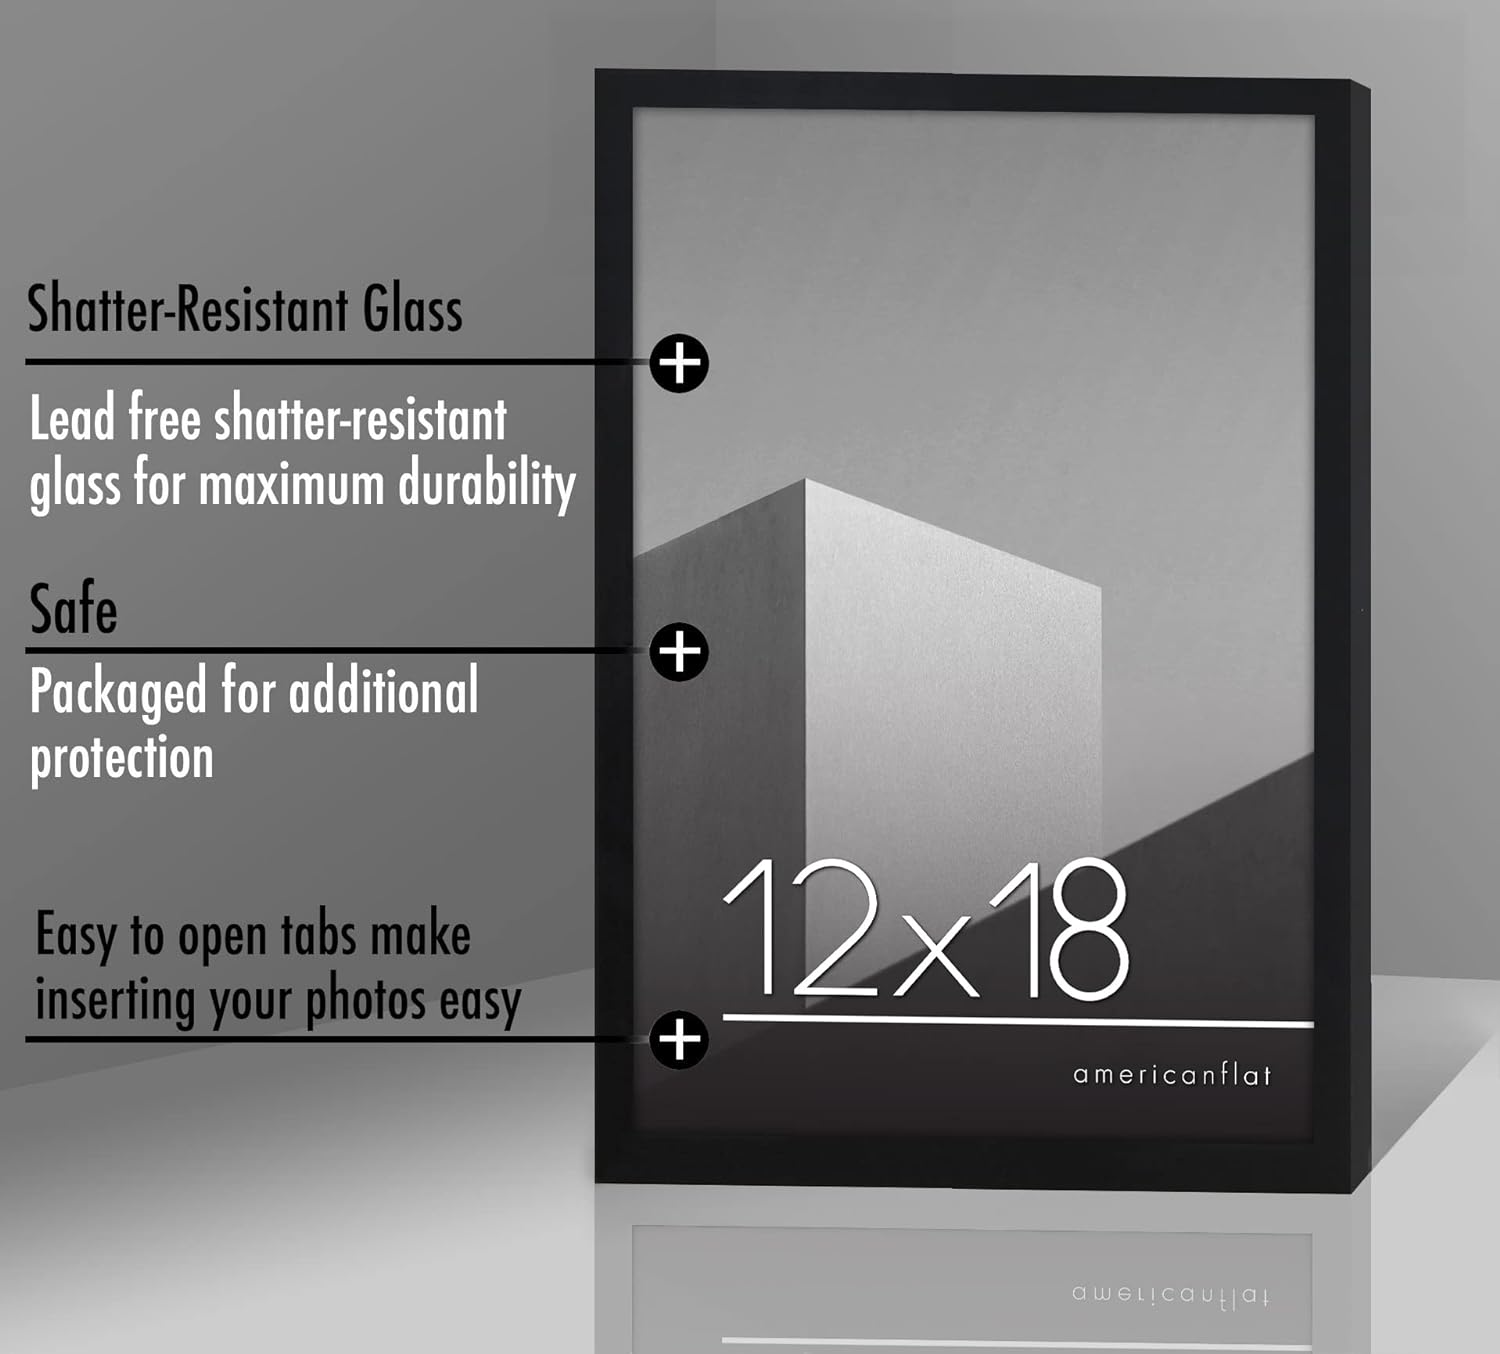 Shatter-Resistant Glass
Lead free shatter-resistant
glass for maximum durability
Safe
Packaged for additional
protection
Easy to open tabs make
inserting your photos easy
12x18
americanflat
americanflat